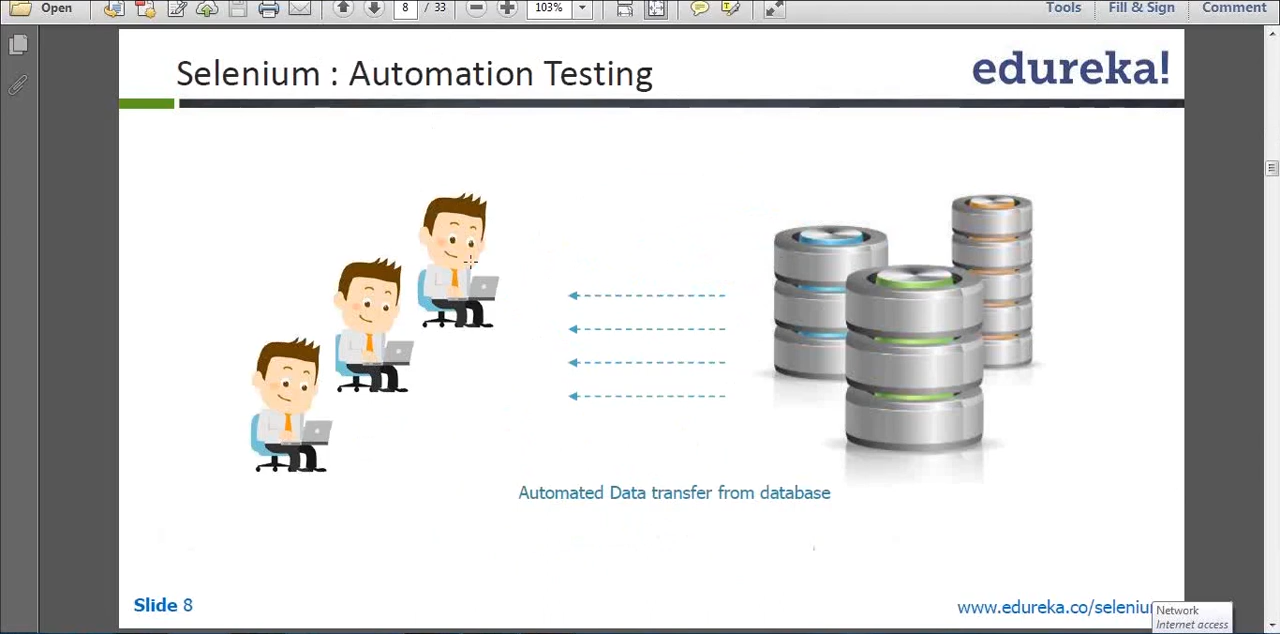 Open
8 / 33
103%
Tools
Fill & Sign
Comment
Selenium : Automation Testing
edureka!
Automated Data transfer from database
Slide 8
www.edureka.co/seleniu
Network
Internet access